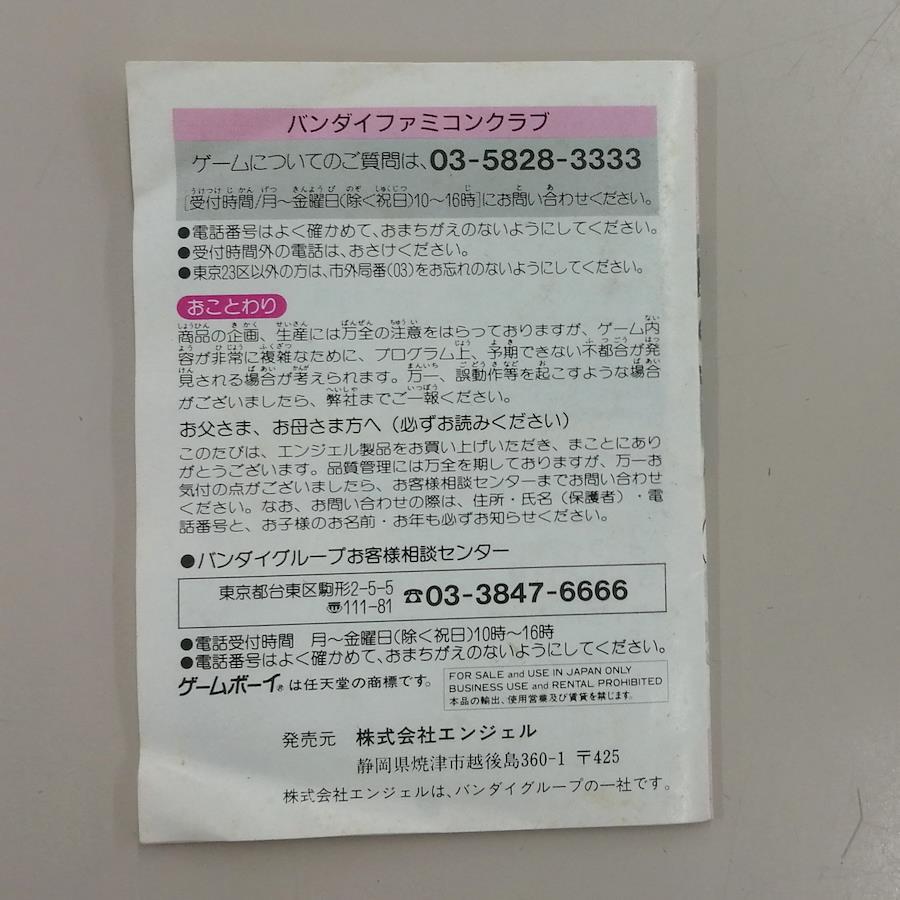 バンダイファミコンクラブ
ゲームについてのご質問は、03-5828-3333
[受付時間/月～金曜日(除く祝日)10～16時]にお問い合わせください。
●電話番号はよく確かめて、おまちがえのないようにしてください。
●受付時間外の電話は、おさけください。
●東京23区以外の方は、市外局番(03)をお忘れのないようにしてください。
おことわり
商品の企画、生産には万全の注意をはらっておりますが、ゲーム内
容が非常に複雑なために、プログラム上、予期できない不都合が発
見される場合が考えられます。万一、誤動作等を起こすような場合
がございましたら、弊社までご一報ください。
お父さま、お母さま方へ(必ずお読みください)
このたびは、エンジェル製品をお買い上げいただき、まことにあり
がとうございます。品質管理には万全を期しておりますが、万一お
気付の点がございましたら、お客様相談センターまでお問い合わせ
ください。なお、お問い合わせの際は、住所・氏名(保護者)・電
話番号と、お子様のお名前・お年も必ずお知らせください。
●バンダイグループお客様相談センター
東京都台東区駒形2-5-5 ☎03-3847-6666
〠111-81
●電話受付時間 月～金曜日(除く祝日)10時～16時
●電話番号はよく確かめて、おまちがえのないようにしてください。
ゲームボーイ®は任天堂の商標です。
FOR SALE and USE IN JAPAN ONLY
BUSINESS USE and RENTAL PROHIBITED
本品の輸出、使用営業及び賃貸を禁じます。
発売元 株式会社エンジェル
静岡県焼津市越後島360-1 〒425
株式会社エンジェルは、バンダイグループの一社です。